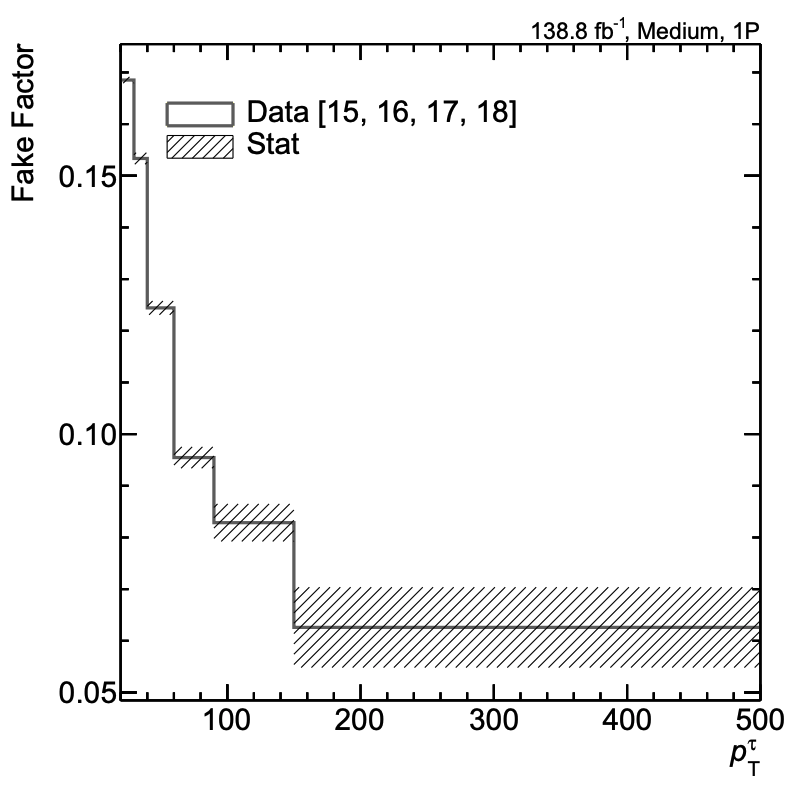 138.8 fb⁻¹, Medium, 1P
Fake Factor
Data [15, 16, 17, 18]
Stat
0.15
0.10
0.05
100 200 300 400 500
p_T^τ